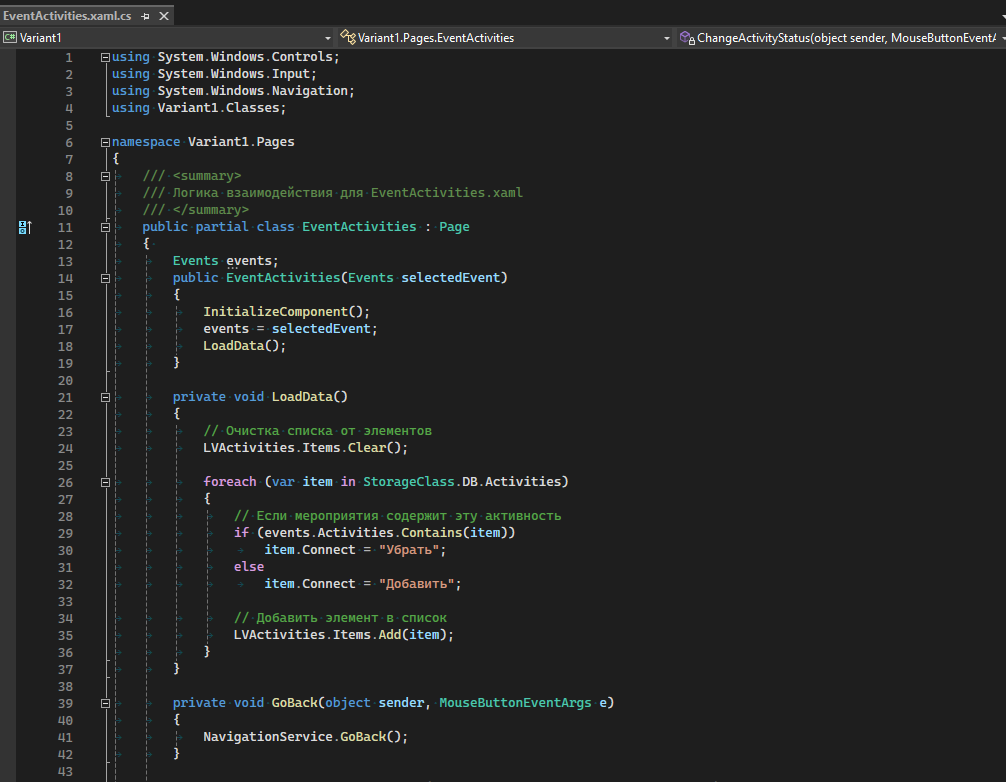 EventActivities.xaml.cs
C# Variant1
Variant1.Pages.EventActivities
ChangeActivityStatus(object sender, MouseButtonEventA
1 using System.Windows.Controls;
2 using System.Windows.Input;
3 using System.Windows.Navigation;
4 using Variant1.Classes;
5
6 namespace Variant1.Pages
7 {
8 /// <summary>
9 /// Логика взаимодействия для EventActivities.xaml
10 /// </summary>
11 public partial class EventActivities : Page
12 {
13 Events events;
14 public EventActivities(Events selectedEvent)
15 {
16 InitializeComponent();
17 events = selectedEvent;
18 LoadData();
19 }
20
21 private void LoadData()
22 {
23 // Очистка списка от элементов
24 LVActivities.Items.Clear();
25
26 foreach (var item in StorageClass.DB.Activities)
27 {
28 // Если мероприятия содержит эту активность
29 if (events.Activities.Contains(item))
30 item.Connect = "Убрать";
31 else
32 item.Connect = "Добавить";
33
34 // Добавить элемент в список
35 LVActivities.Items.Add(item);
36 }
37 }
38
39 private void GoBack(object sender, MouseButtonEventArgs e)
40 {
41 NavigationService.GoBack();
42 }
43